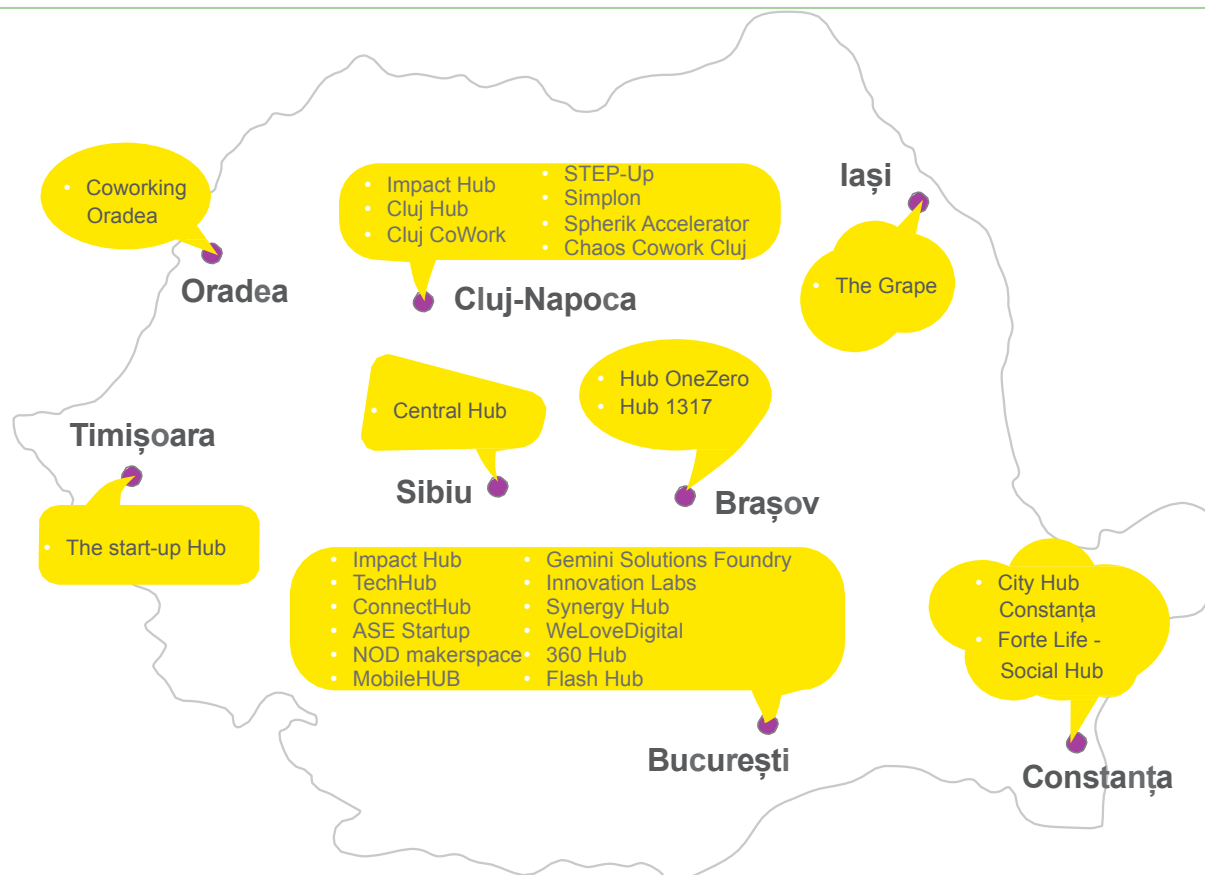 Coworking
Oradea
Oradea
Impact Hub
Cluj Hub
Cluj CoWork
STEP-Up
Simplon
Spherik Accelerator
Chaos Cowork Cluj
Cluj-Napoca
Iași
The Grape
Timișoara
The start-up Hub
Central Hub
Sibiu
Hub OneZero
Hub 1317
Brașov
Impact Hub
TechHub
ConnectHub
ASE Startup
NOD makerspace
MobileHUB
Gemini Solutions Foundry
Innovation Labs
Synergy Hub
WeLoveDigital
360 Hub
Flash Hub
București
City Hub
Constanța
Forte Life -
Social Hub
Constanța